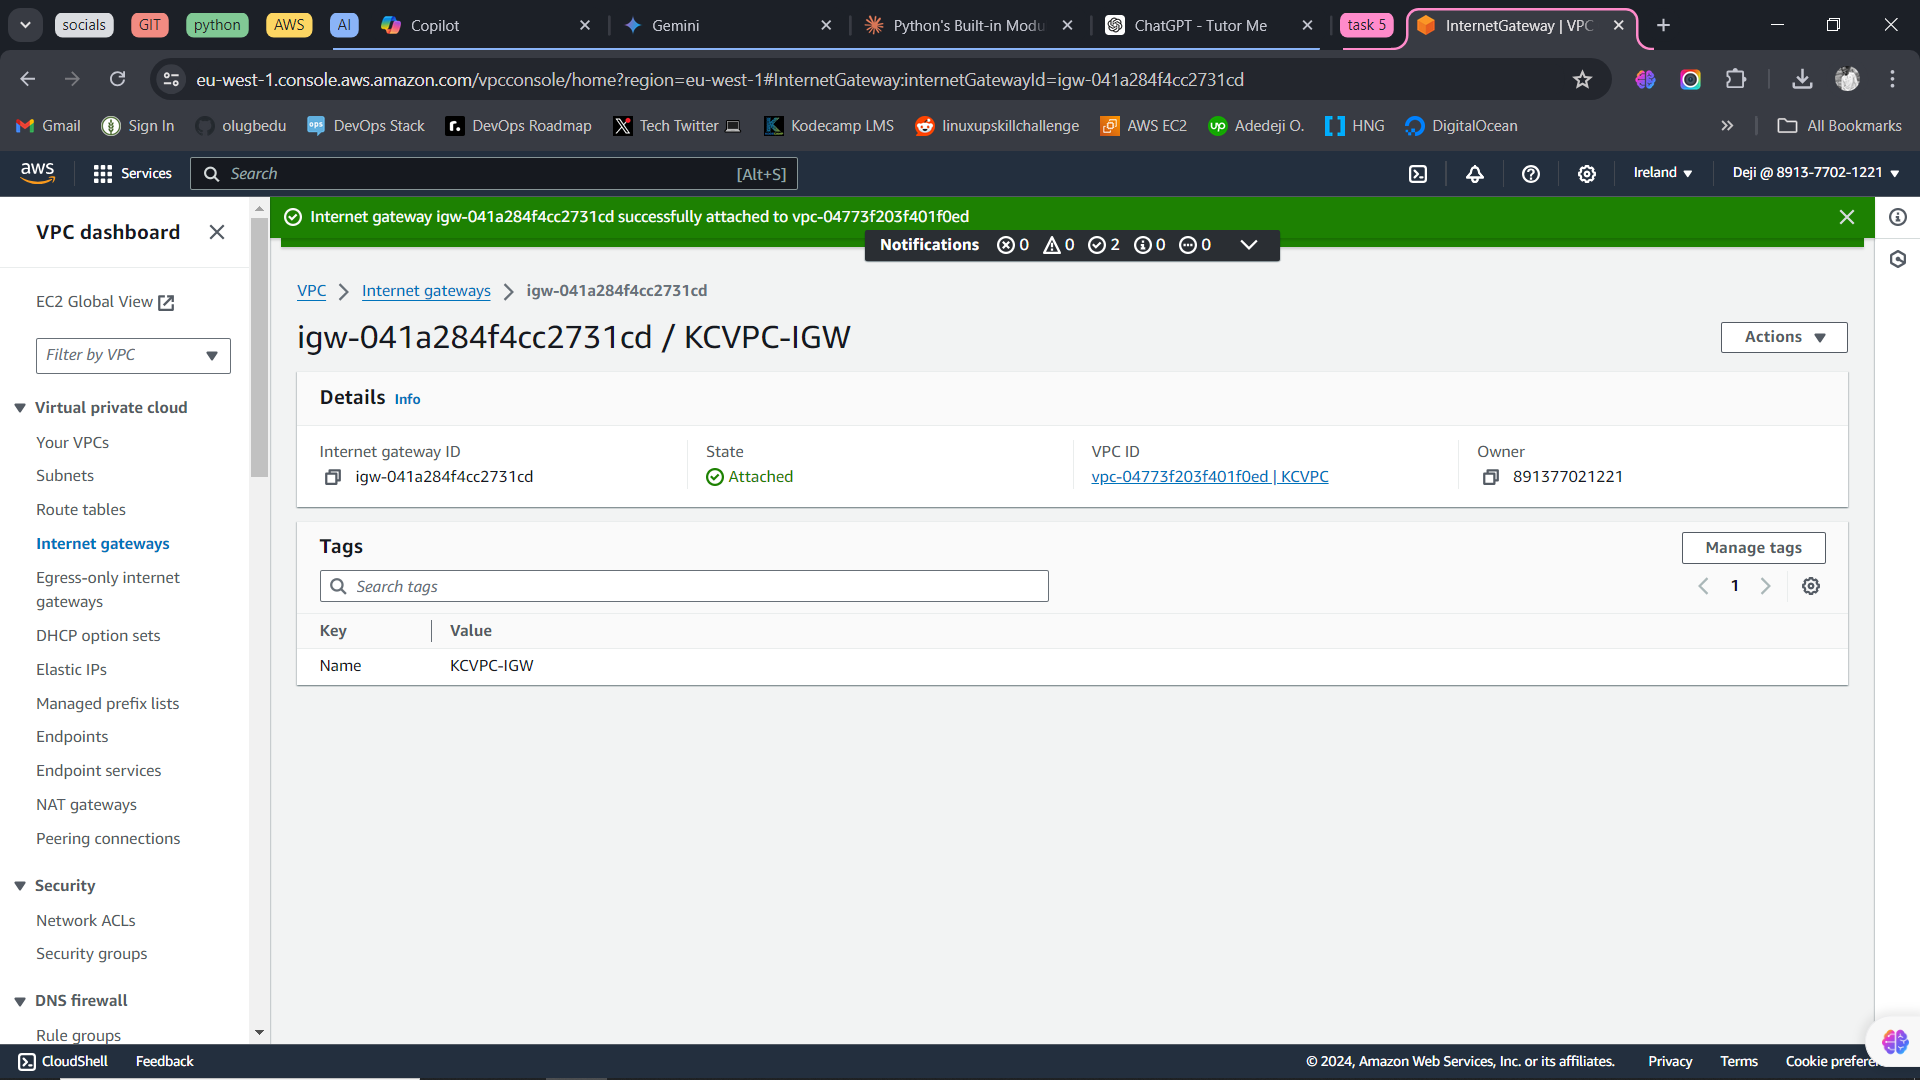 socials
GIT
python
AWS
AI
Copilot
Gemini
Python's Built-in Modu
ChatGPT - Tutor Me
task 5
InternetGateway | VPC
eu-west-1.console.aws.amazon.com/vpcconsole/home?region=eu-west-1#InternetGateway:internetGatewayId=igw-041a284f4cc2731cd
Gmail
Sign In
olugbedu
DevOps Stack
DevOps Roadmap
Tech Twitter
Kodecamp LMS
linuxupskillchallenge
AWS EC2
Adedeji O.
HNG
DigitalOcean
All Bookmarks
aws
Services
Search
[Alt+S]
Ireland
Deji @ 8913-7702-1221
VPC dashboard
EC2 Global View
Filter by VPC
Virtual private cloud
Your VPCs
Subnets
Route tables
Internet gateways
Egress-only internet
gateways
DHCP option sets
Elastic IPs
Managed prefix lists
Endpoints
Endpoint services
NAT gateways
Peering connections
Security
Network ACLs
Security groups
DNS firewall
Rule groups
Internet gateway igw-041a284f4cc2731cd successfully attached to vpc-04773f203f401f0ed
Notifications 0 0 2 0 0
VPC
Internet gateways
igw-041a284f4cc2731cd
igw-041a284f4cc2731cd / KCVPC-IGW
Actions
Details Info
Internet gateway ID
igw-041a284f4cc2731cd
State
Attached
VPC ID
vpc-04773f203f401f0ed | KCVPC
Owner
891377021221
Tags
Manage tags
Search tags
1
Key Value
Name KCVPC-IGW
CloudShell
Feedback
© 2024, Amazon Web Services, Inc. or its affiliates.
Privacy
Terms
Cookie prefere